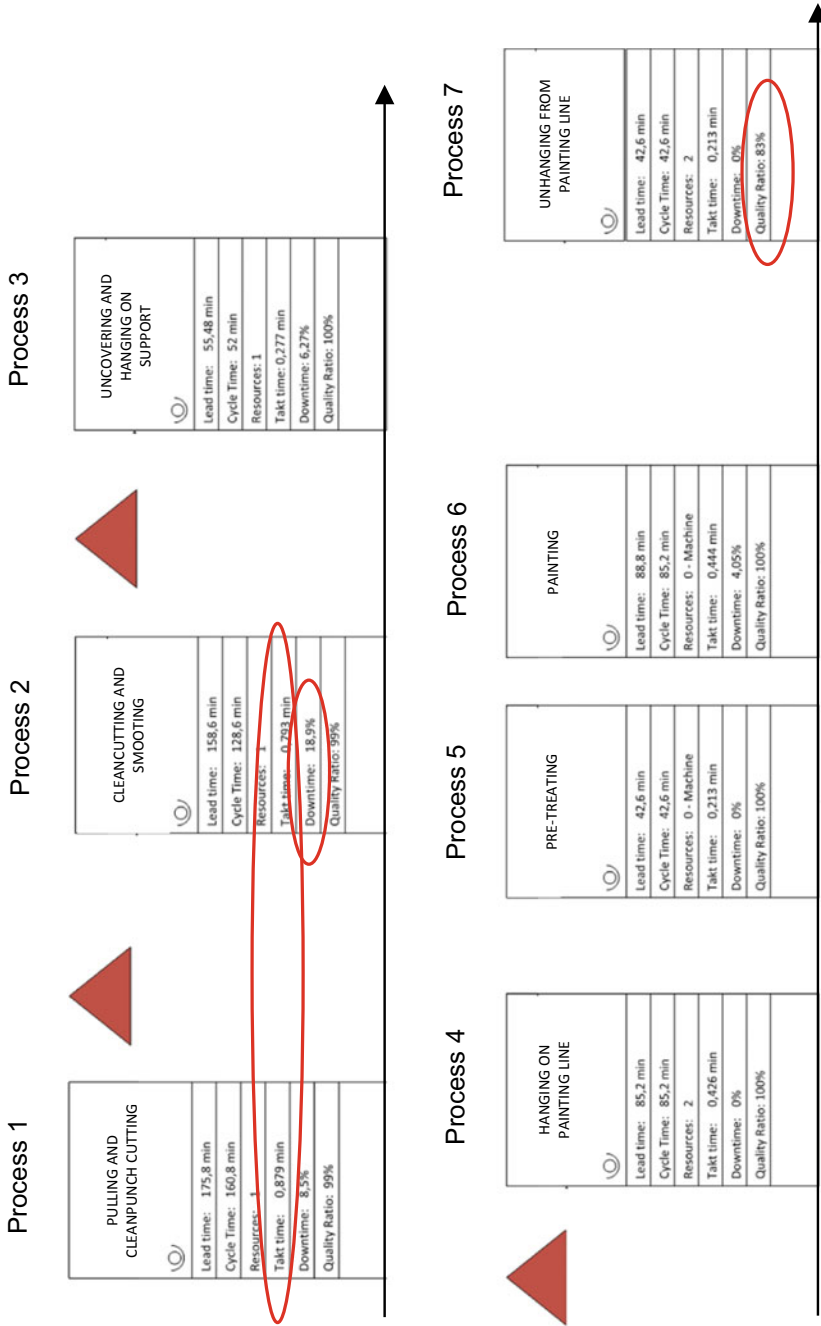 Process 1
PULLING AND
CLEANPUNCH CUTTING
Lead time: 175,8 min
Cycle Time: 160,8 min
Resources: 1
Takt time: 0,879 min
Downtime: 8,5%
Quality Ratio: 99%
Process 2
CLEANCUTTING AND
SMOOTING
Lead time: 158,6 min
Cycle Time: 128,6 min
Resources: 1
Takt time: 0,793 min
Downtime: 18,9%
Quality Ratio: 99%
Process 3
UNCOVERING AND
HANGING ON
SUPPORT
Lead time: 55,48 min
Cycle Time: 52 min
Resources: 1
Takt time: 0,277 min
Downtime: 6,27%
Quality Ratio: 100%
Process 4
HANGING ON
PAINTING LINE
Lead time: 85,2 min
Cycle Time: 85,2 min
Resources: 2
Takt time: 0,426 min
Downtime: 0%
Quality Ratio: 100%
Process 5
PRE-TREATING
Lead time: 42,6 min
Cycle Time: 42,6 min
Resources: 0 - Machine
Takt time: 0,213 min
Downtime: 0%
Quality Ratio: 100%
Process 6
PAINTING
Lead time: 88,8 min
Cycle Time: 85,2 min
Resources: 0 - Machine
Takt time: 0,444 min
Downtime: 4,05%
Quality Ratio: 100%
Process 7
UNHANGING FROM
PAINTING LINE
Lead time: 42,6 min
Cycle Time: 42,6 min
Resources: 2
Takt time: 0,213 min
Downtime: 0%
Quality Ratio: 83%